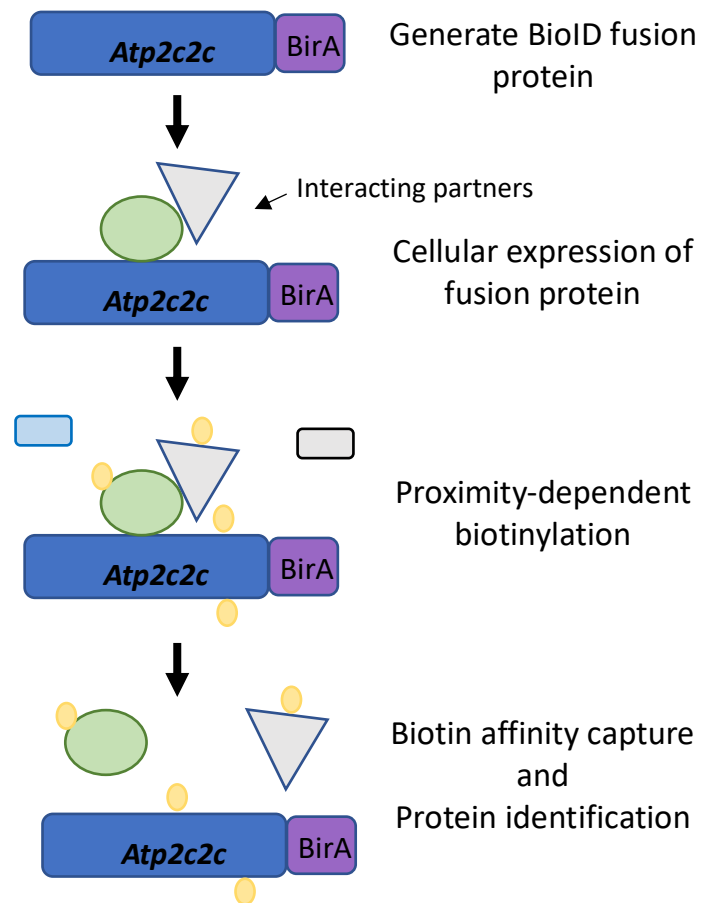 Atp2c2c
BirA
Generate BioID fusion
protein
Interacting partners
Cellular expression of
fusion protein
Atp2c2c
BirA
Proximity-dependent
biotinylation
Atp2c2c
BirA
Biotin affinity capture
and
Protein identification
Atp2c2c
BirA